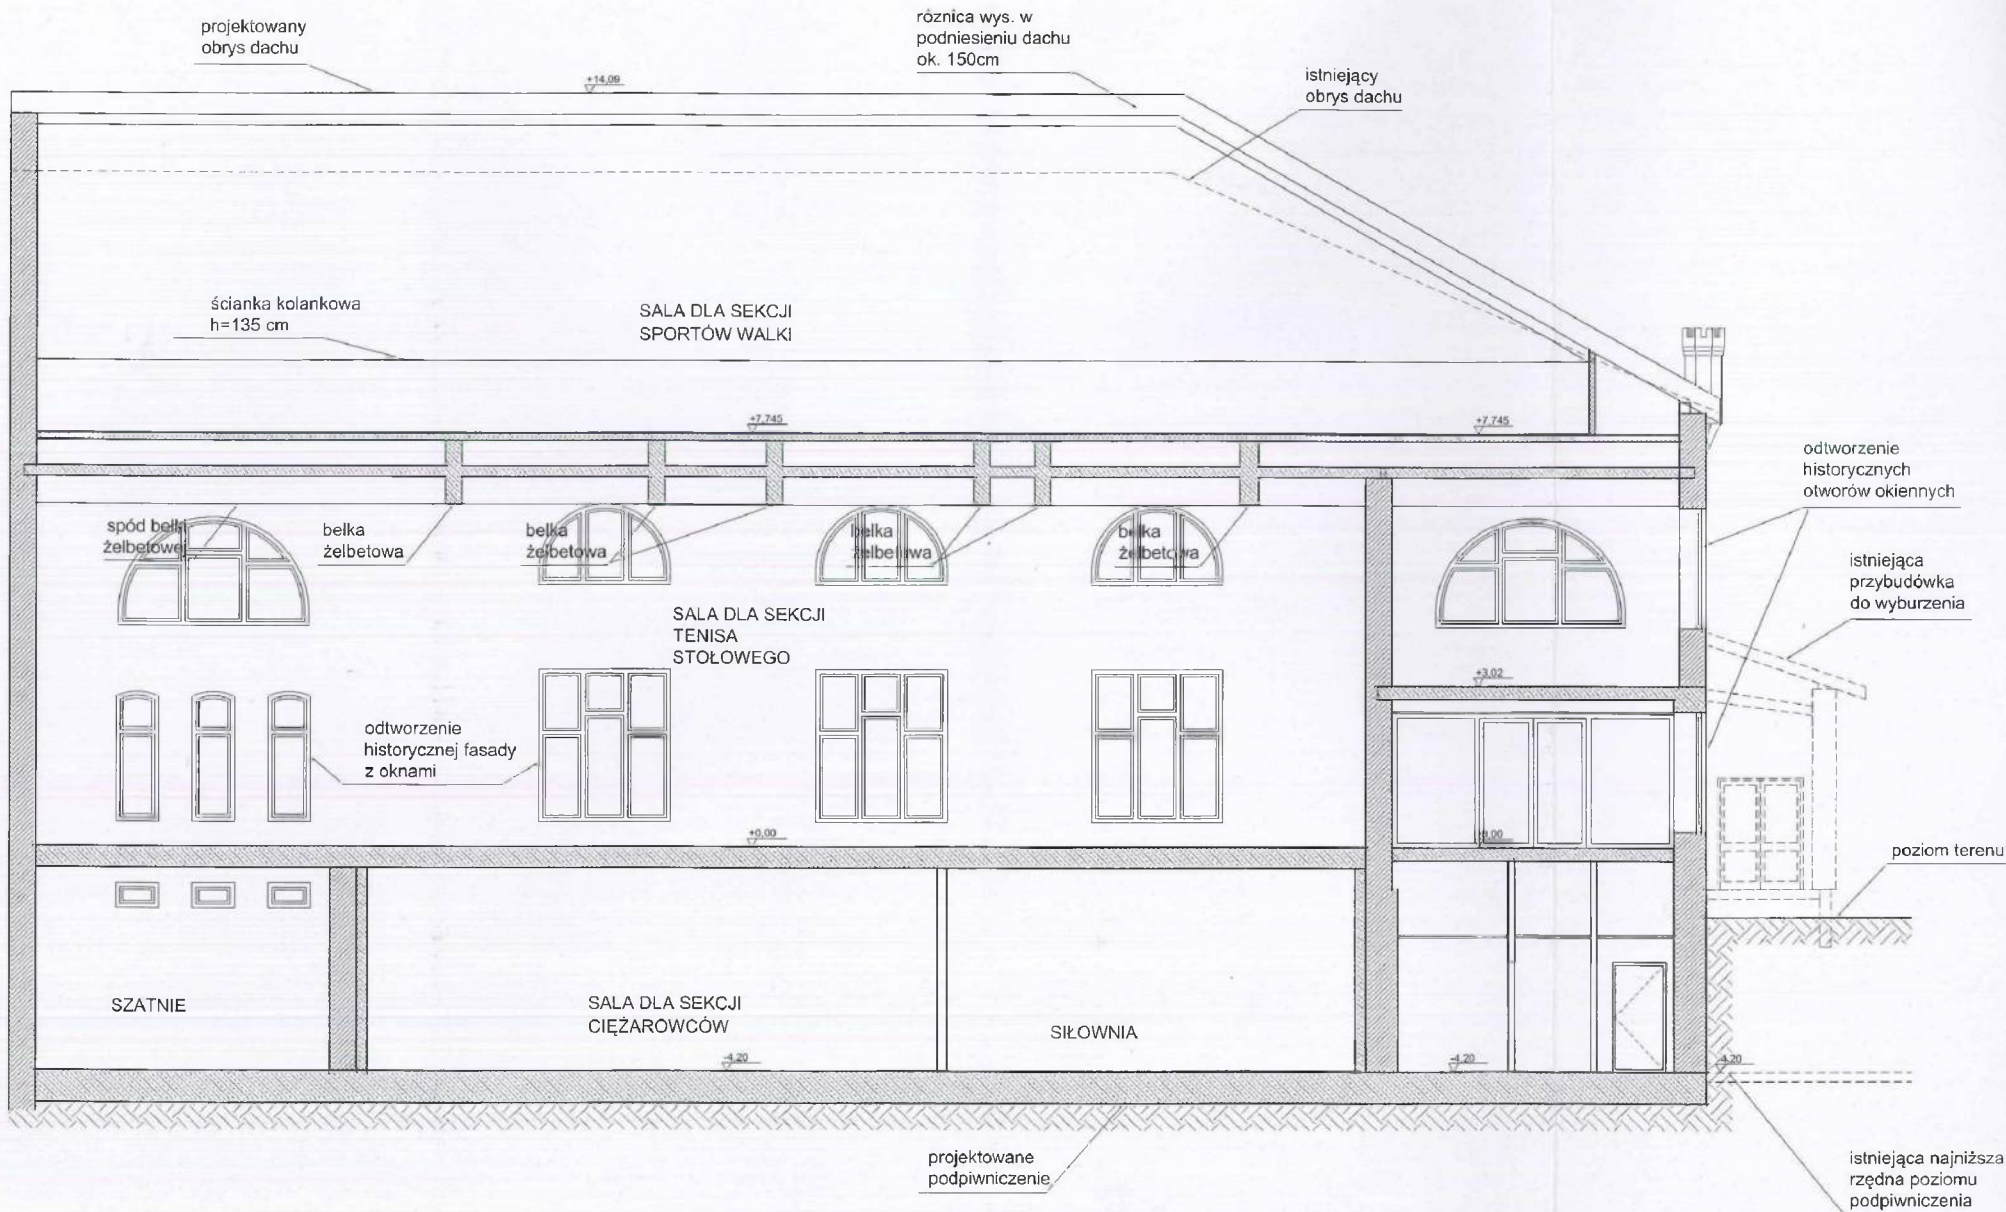 projektowany
obrys dachu
róznica wys. w
podniesieniu dachu
ok. 150cm
istniejący
obrys dachu
+14,09
ścianka kolankowa
h=135 cm
SALA DLA SEKCJI
SPORTÓW WALKI
+7,745
+7,745
odtworzenie
historycznych
otworów okiennych
spód belki
żelbetowej
belka
żelbetowa
belka
żelbetowa
belka
żelbetowa
belka
żelbetowa
istniejąca
przybudówka
do wyburzenia
SALA DLA SEKCJI
TENISA
STOŁOWEGO
+3,02
odtworzenie
historycznej fasady
z oknami
+0,00
+0,00
poziom terenu
SZATNIE
SALA DLA SEKCJI
CIĘŻAROWCÓW
SIŁOWNIA
-4,20
-4,20
-4,20
projektowane
podpiwniczenie
istniejąca najniższa
rzędna poziomu
podpiwniczenia